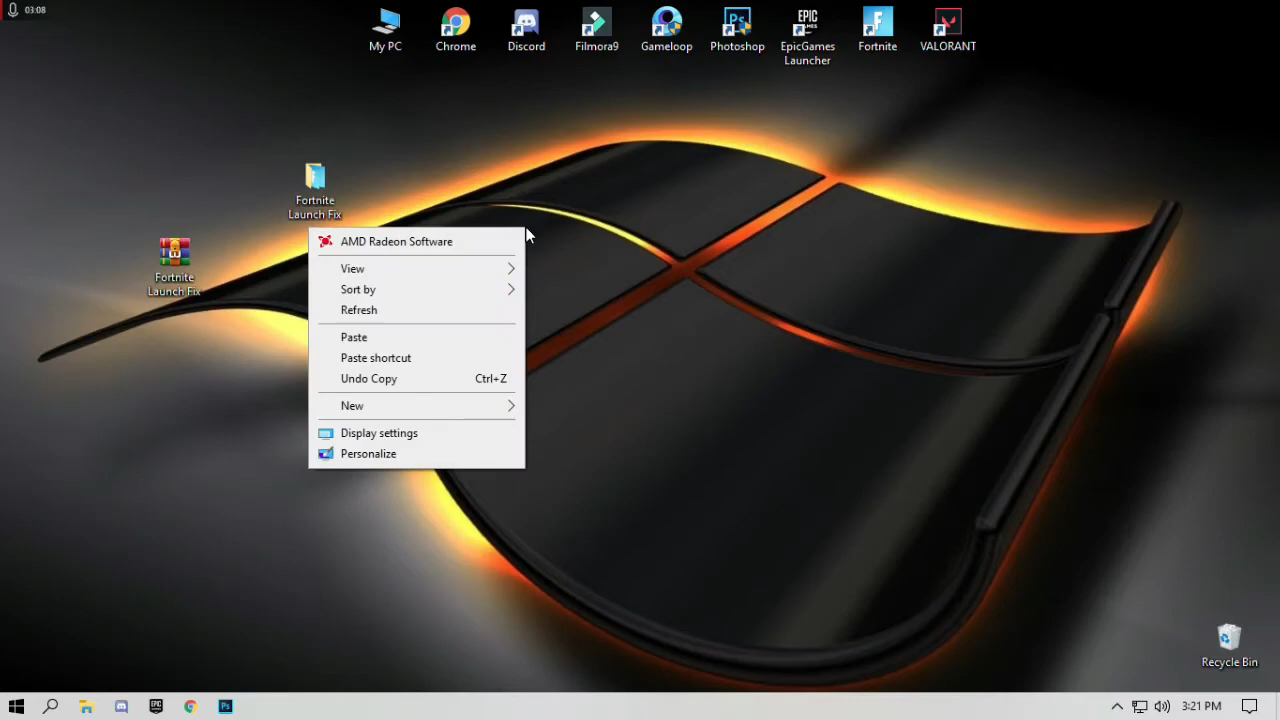 03:08
My PC
Chrome
Discord
Filmora9
Gameloop
Photoshop
EpicGames
Launcher
Fortnite
VALORANT
Fortnite
Launch Fix
Fortnite
Launch Fix
AMD Radeon Software
View
Sort by
Refresh
Paste
Paste shortcut
Undo Copy Ctrl+Z
New
Display settings
Personalize
Recycle Bin
3:21 PM